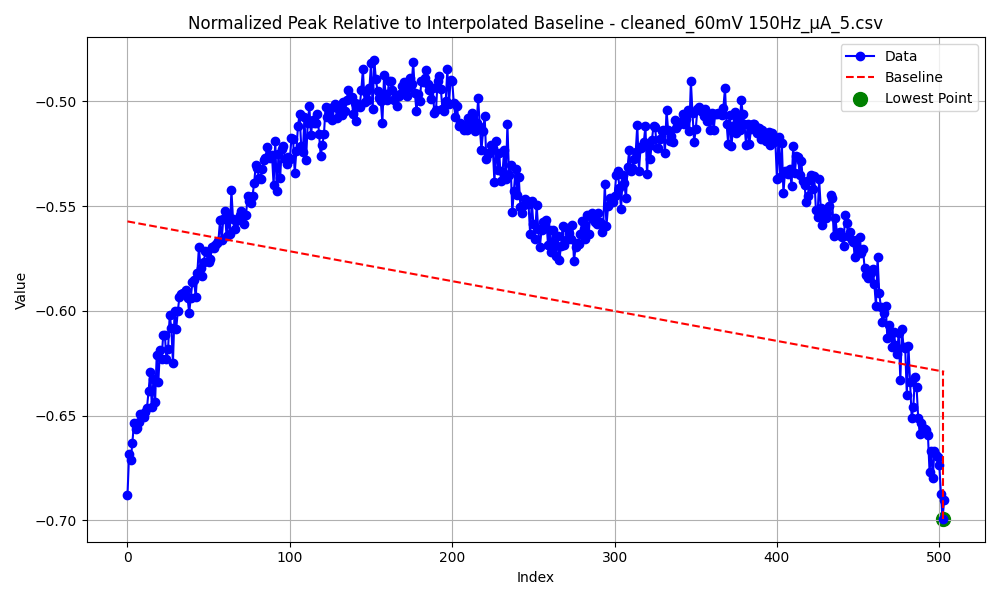 Normalized Peak Relative to Interpolated Baseline - cleaned_60mV 150Hz_µA_5.csv
Data
Baseline
Lowest Point
−0.50
−0.55
−0.60
−0.65
−0.70
Value
0
100
200
300
400
500
Index